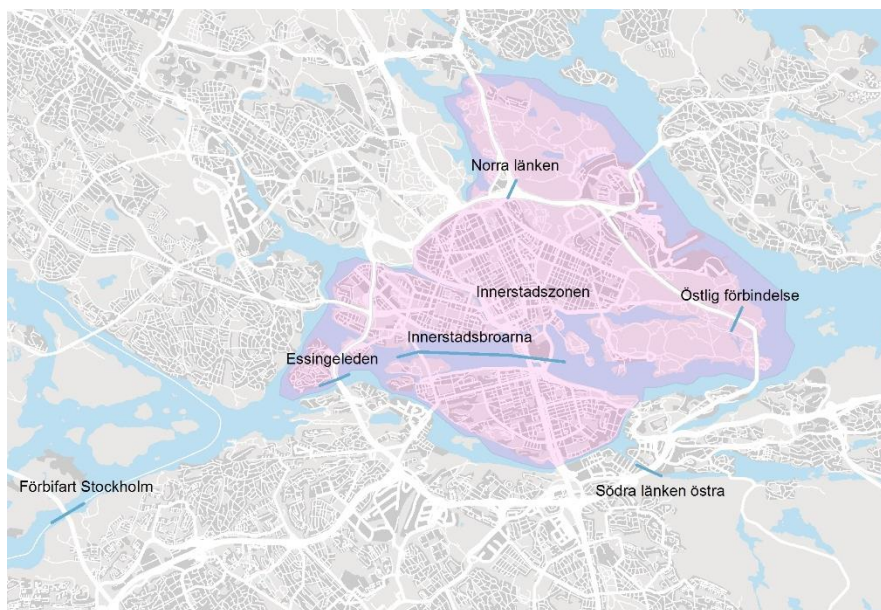 Norra länken
Innerstadszonen
Östlig förbindelse
Innerstadsbroarna
Essingeleden
Förbifart Stockholm
Södra länken östra